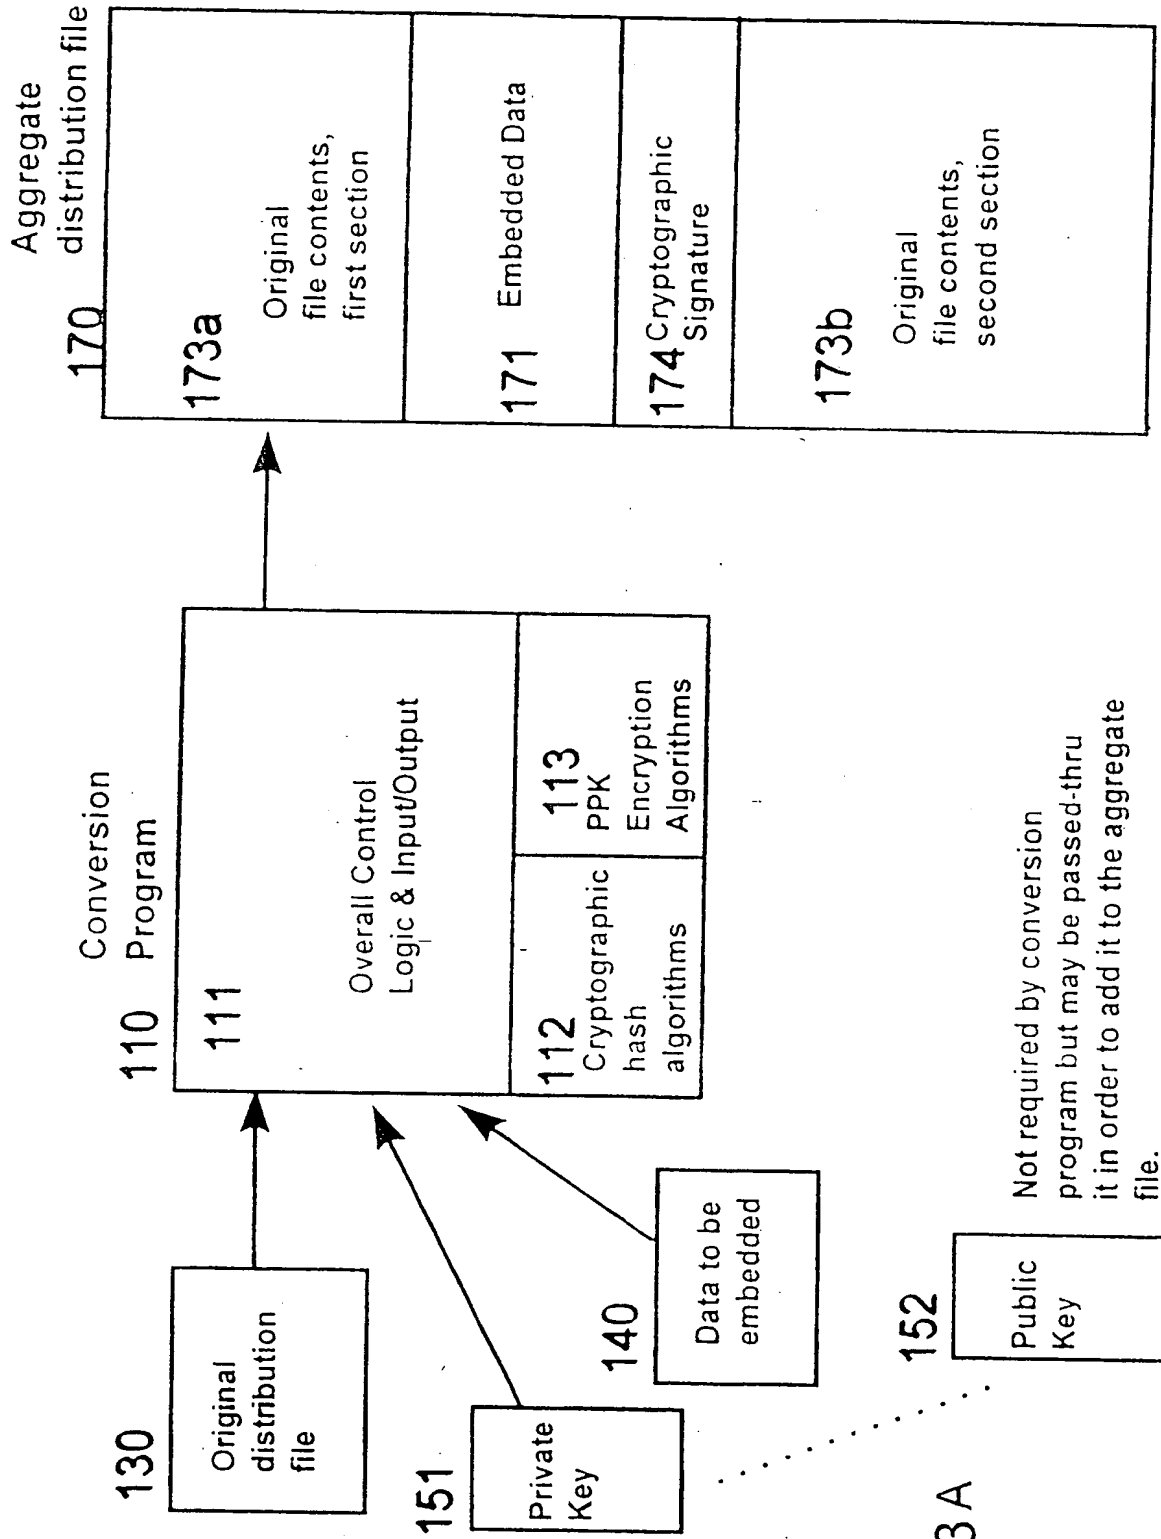 130
Original
distribution
file
151
Private
Key
140
Data to be
embedded
152
Public
Key
Not required by conversion
program but may be passed-thru
it in order to add it to the aggregate
file.
Conversion
110 Program
111
Overall Control
Logic & Input/Output
112
Cryptographic
hash
algorithms
113
PPK
Encryption
Algorithms
Aggregate
distribution file
170
173a
Original
file contents,
first section
171 Embedded Data
174 Cryptographic
Signature
173b
Original
file contents,
second section
3A